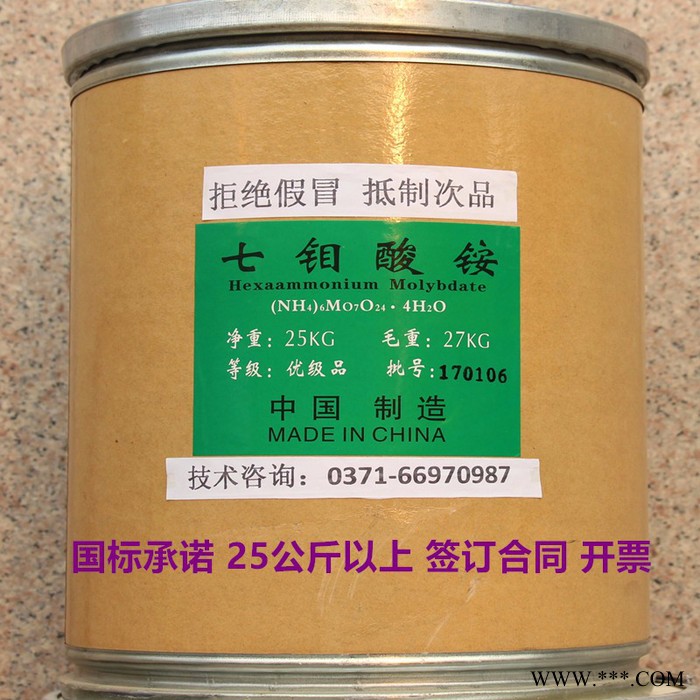 拒绝假冒 抵制次品
七钼酸铵
Hexaammonium Molybdate
(NH₄)₆Mo₇O₂₄·4H₂O
净重：25KG 毛重：27KG
等级：优级品 批号：170106
中国 制造
MADE IN CHINA
技术咨询：0371-66970987
国标承诺 25公斤以上 签订合同 开票
WWW.***.COM